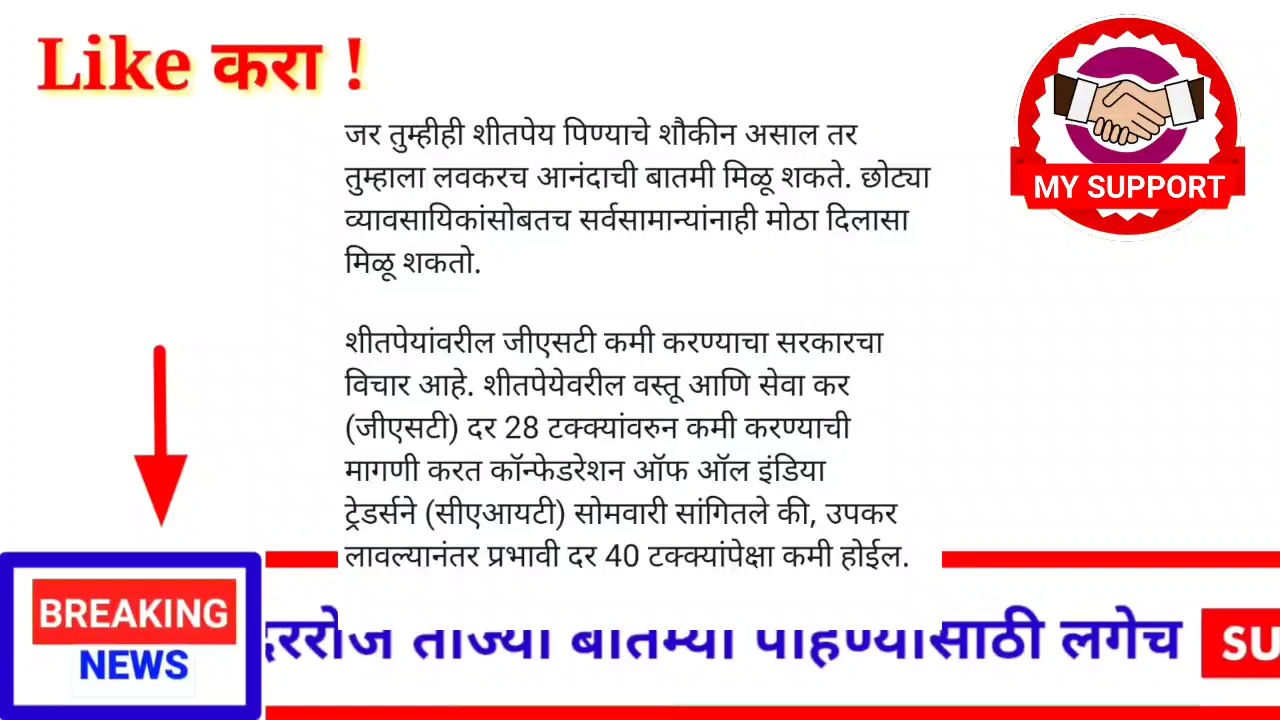 Like करा !
MY SUPPORT
जर तुम्हीही शीतपेय पिण्याचे शौकीन असाल तर
तुम्हाला लवकरच आनंदाची बातमी मिळू शकते. छोट्या
व्यावसायिकांसोबतच सर्वसामान्यांनाही मोठा दिलासा
मिळू शकतो.
शीतपेयांवरील जीएसटी कमी करण्याचा सरकारचा
विचार आहे. शीतपेयेवरील वस्तू आणि सेवा कर
(जीएसटी) दर 28 टक्क्यांवरुन कमी करण्याची
मागणी करत कॉन्फेडरेशन ऑफ ऑल इंडिया
ट्रेडर्सने (सीएआयटी) सोमवारी सांगितले की, उपकर
लावल्यानंतर प्रभावी दर 40 टक्क्यांपेक्षा कमी होईल.
BREAKING
NEWS
दररोज ताज्या बातम्या पाहण्यासाठी लगेच SU